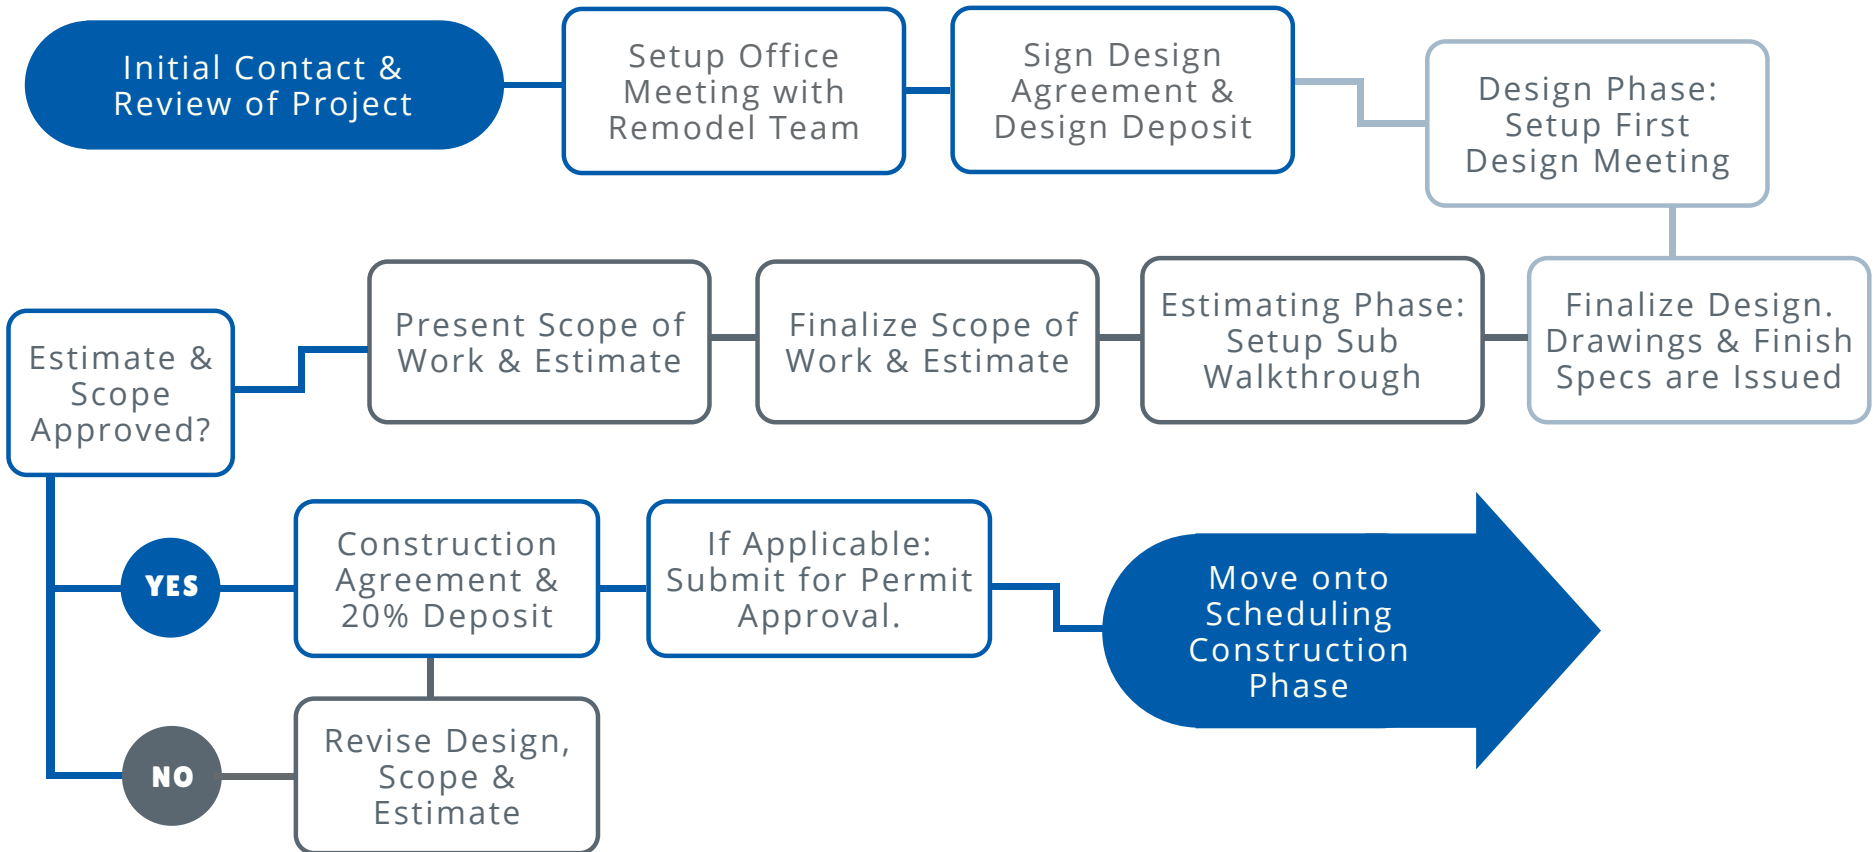 Initial Contact &
Review of Project
Setup Office
Meeting with
Remodel Team
Sign Design
Agreement &
Design Deposit
Design Phase:
Setup First
Design Meeting
Finalize Design.
Drawings & Finish
Specs are Issued
Estimating Phase:
Setup Sub
Walkthrough
Finalize Scope of
Work & Estimate
Present Scope of
Work & Estimate
Estimate &
Scope
Approved?
YES
Construction
Agreement &
20% Deposit
If Applicable:
Submit for Permit
Approval.
Move onto
Scheduling
Construction
Phase
NO
Revise Design,
Scope &
Estimate